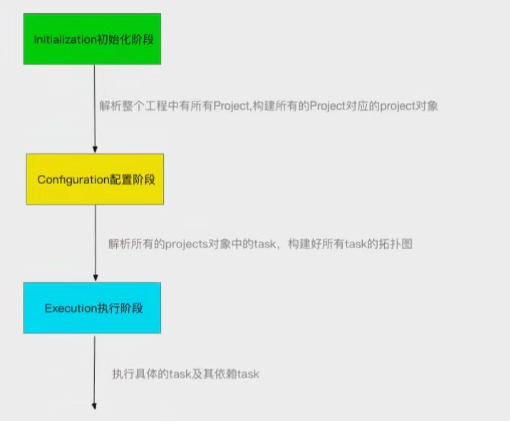 Initialization初始化阶段
解析整个工程中有所有Project,构建所有的Project对应的project对象
Configuration配置阶段
解析所有的projects对象中的task，构建好所有task的拓扑图
Execution执行阶段
执行具体的task及其依赖task